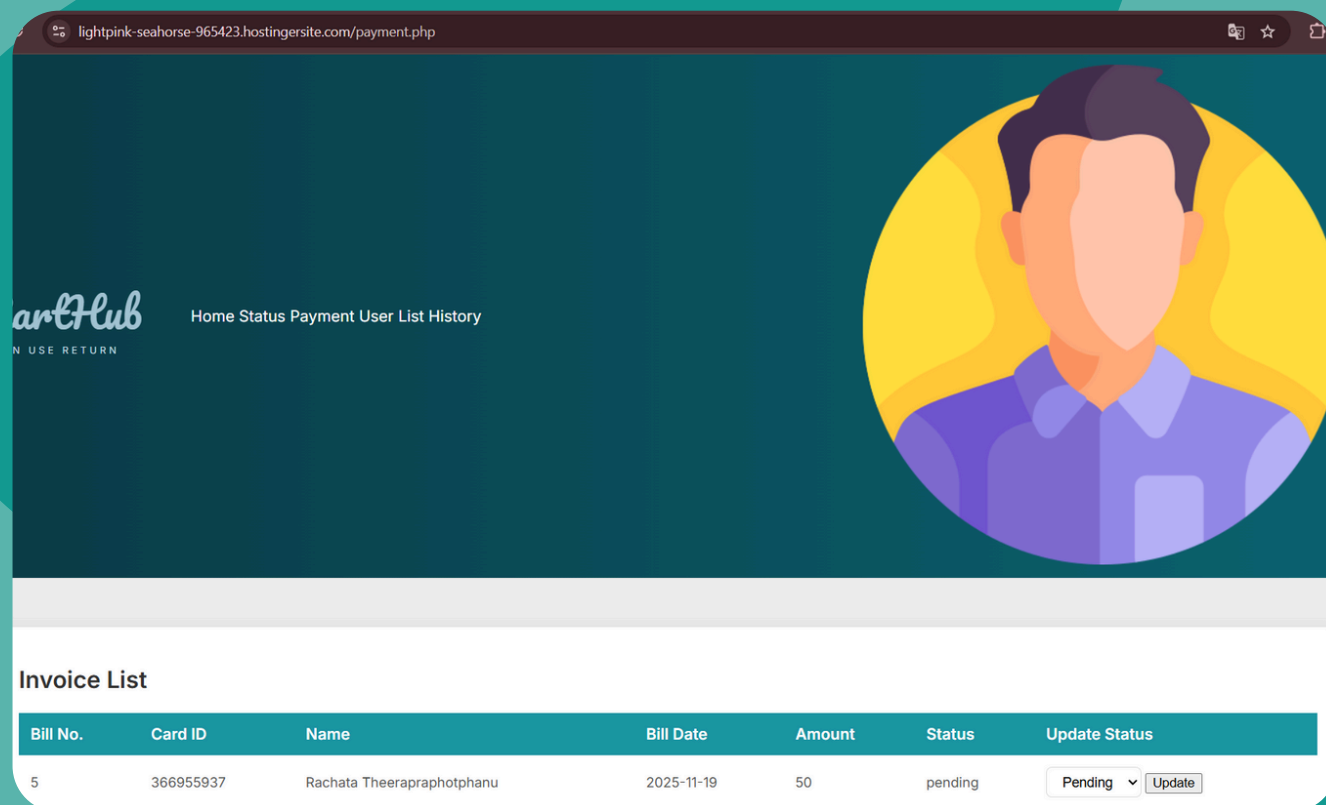 lightpink-seahorse-965423.hostingersite.com/payment.php
artHub
N USE RETURN
Home Status Payment User List History
Invoice List
Bill No. Card ID Name Bill Date Amount Status Update Status
5 366955937 Rachata Theerapraphotphanu 2025-11-19 50 pending Pending Update